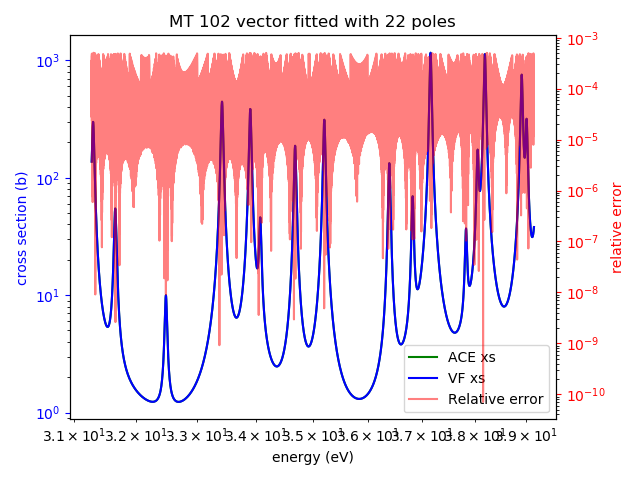 MT 102 vector fitted with 22 poles
cross section (b)
10³
10²
10¹
10⁰
10⁻³
10⁻⁴
10⁻⁵
10⁻⁶
10⁻⁷
10⁻⁸
10⁻⁹
10⁻¹⁰
relative error
ACE xs
VF xs
Relative error
3.1 × 10¹ 3.2 × 10¹ 3.3 × 10¹ 3.4 × 10¹ 3.5 × 10¹ 3.6 × 10¹ 3.7 × 10¹ 3.8 × 10¹ 3.9 × 10¹
energy (eV)